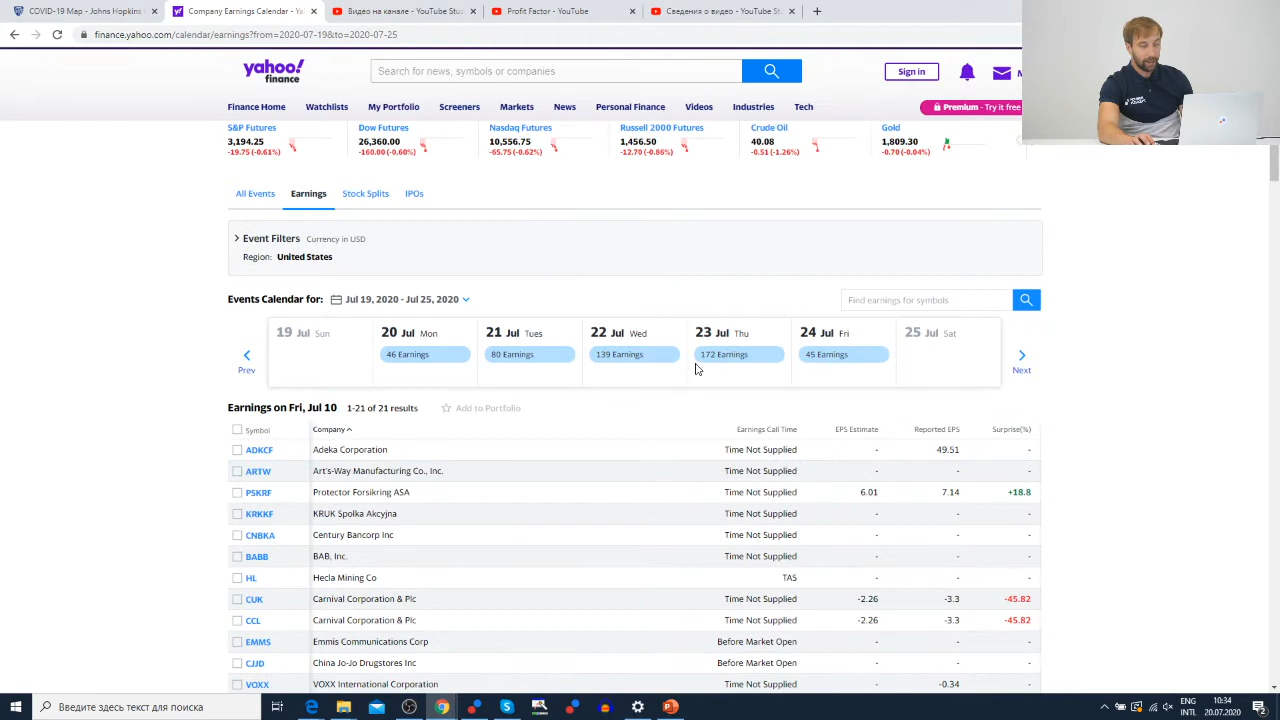 COVID-19 Map - Johns Hopkins
Company Earnings Calendar - Ya
Видео на канале - YouTube Stud
Profit Factor - YouTube
Сведения о видео - YouTube St
finance.yahoo.com/calendar/earnings?from=2020-07-19&to=2020-07-25
yahoo! finance
Search for news, symbols or companies
Sign in
M
Finance Home Watchlists My Portfolio Screeners Markets News Personal Finance Videos Industries Tech
Premium - Try it free
S&P Futures Dow Futures Nasdaq Futures Russell 2000 Futures Crude Oil Gold
3,194.25 26,360.00 10,556.75 1,456.50 40.08 1,809.30
-19.75 (-0.61%) -160.00 (-0.60%) -65.75 (-0.62%) -12.70 (-0.86%) -0.51 (-1.26%) -0.70 (-0.04%)
All Events Earnings Stock Splits IPOs
Event Filters Currency in USD
Region: United States
Events Calendar for: Jul 19, 2020 - Jul 25, 2020
Find earnings for symbols
19 Jul Sun 20 Jul Mon 21 Jul Tues 22 Jul Wed 23 Jul Thu 24 Jul Fri 25 Jul Sat
46 Earnings 80 Earnings 139 Earnings 172 Earnings 45 Earnings
Prev Next
Earnings on Fri, Jul 10 1-21 of 21 results Add to Portfolio
Symbol Company Earnings Call Time EPS Estimate Reported EPS Surprise(%)
ADKCF Adeka Corporation Time Not Supplied - 49.51 -
ARTW Art's-Way Manufacturing Co., Inc. Time Not Supplied - - -
PSKRF Protector Forsikring ASA Time Not Supplied 6.01 7.14 +18.8
KRKKF KRUK Spolka Akcyjna Time Not Supplied - - -
CNBKA Century Bancorp Inc Time Not Supplied - - -
BABB BAB, Inc. Time Not Supplied - - -
HL Hecla Mining Co TAS - - -
CUK Carnival Corporation & Plc Time Not Supplied -2.26 -3.3 -45.82
CCL Carnival Corporation & Plc Time Not Supplied -2.26 -3.3 -45.82
EMMS Emmis Communications Corp Before Market Open - - -
CJJD China Jo-Jo Drugstores Inc Before Market Open - - -
VOXX VOXX International Corporation Time Not Supplied - -0.34 -
Введите здесь текст для поиска
ENG 10:34
INTL 20.07.2020
2